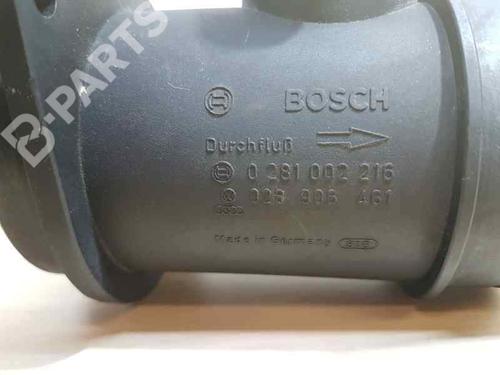 B-PARTS
BOSCH
Durchfluß
0 281 002 216
028 906 461
Made in Germany